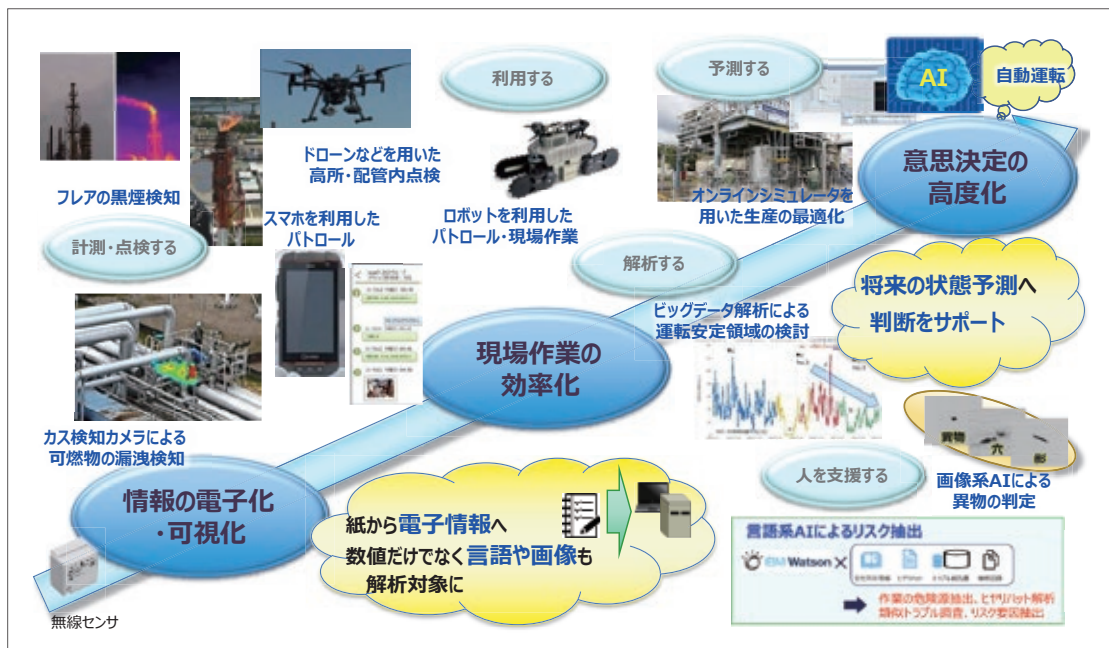 利用する
予測する
AI
自動運転
意思決定の
高度化
フレアの黒煙検知
ドローンなどを用いた
高所・配管内点検
計測・点検する
スマホを利用した
パトロール
ロボットを利用した
パトロール・現場作業
オンラインシミュレータを
用いた生産の最適化
解析する
将来の状態予測へ
判断をサポート
ビッグデータ解析による
運転安定領域の検討
現場作業の
効率化
カス検知カメラによる
可燃物の漏洩検知
異物
穴
影
画像系AIによる
異物の判定
人を支援する
情報の電子化
・可視化
紙から電子情報へ
数値だけでなく言語や画像も
解析対象に
無線センサ
言語系AIによるリスク抽出
IBM Watson ×
作業の危険源抽出、ヒヤリハット解析
類似トラブル調査、リスク要因抽出